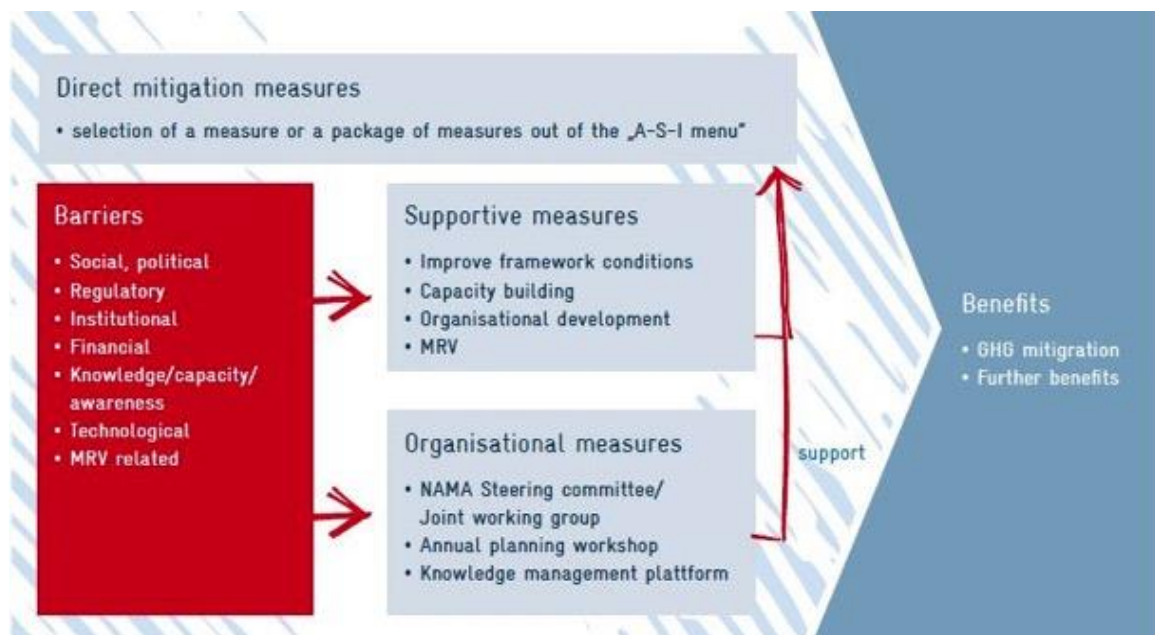 Direct mitigation measures
• selection of a measure or a package of measures out of the „A-S-I menu"
Barriers
• Social, political
• Regulatory
• Institutional
• Financial
• Knowledge/capacity/
awareness
• Technological
• MRV related
Supportive measures
• Improve framework conditions
• Capacity building
• Organisational development
• MRV
Organisational measures
• NAMA Steering committee/
Joint working group
• Annual planning workshop
• Knowledge management plattform
support
Benefits
• GHG mitigration
• Further benefits